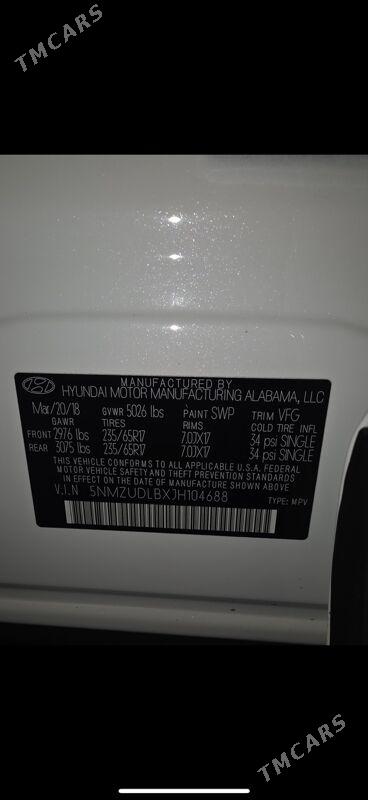 TMCARS
MANUFACTURED BY
HYUNDAI MOTOR MANUFACTURING ALABAMA, LLC
Mar/20/18 GVWR 5026 lbs PAINT SWP TRIM VFG
GAWR TIRES RIMS COLD TIRE INFL
FRONT 2976 lbs 235/65R17 7.0JX17 34 psi SINGLE
REAR 3075 lbs 235/65R17 7.0JX17 34 psi SINGLE
THIS VEHICLE CONFORMS TO ALL APPLICABLE U.S.A. FEDERAL
MOTOR VEHICLE SAFETY AND THEFT PREVENTION STANDARDS
IN EFFECT ON THE DATE OF MANUFACTURE SHOWN ABOVE.
V.I.N 5NMZUDLBXJH104688 TYPE: MPV
TMCARS